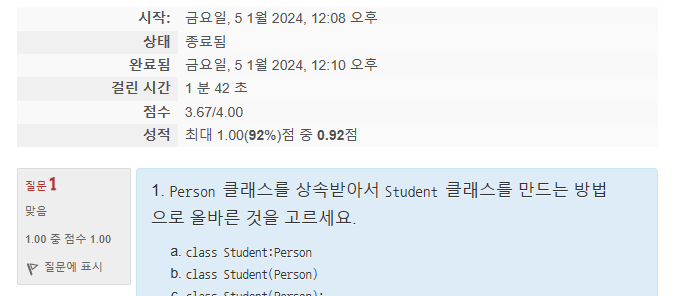 시작: 금요일, 5 1월 2024, 12:08 오후
상태 종료됨
완료됨 금요일, 5 1월 2024, 12:10 오후
걸린 시간 1 분 42 초
점수 3.67/4.00
성적 최대 1.00(92%)점 중 0.92점
질문 1
맞음
1.00 중 점수 1.00
질문에 표시
1. Person 클래스를 상속받아서 Student 클래스를 만드는 방법
으로 올바른 것을 고르세요.
a. class Student:Person
b. class Student(Person)
c. class Student(Person):